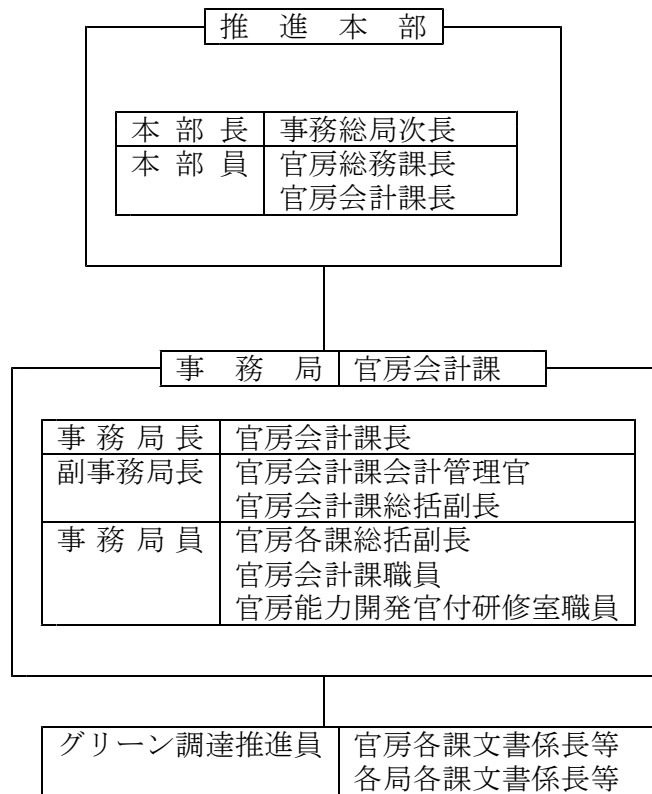 推進本部
本部長 事務総局次長
本部員 官房総務課長
官房会計課長
事務局 官房会計課
事務局長 官房会計課長
副事務局長 官房会計課会計管理官
官房会計課総括副長
事務局員 官房各課総括副長
官房会計課職員
官房能力開発官付研修室職員
グリーン調達推進員 官房各課文書係長等
各局各課文書係長等